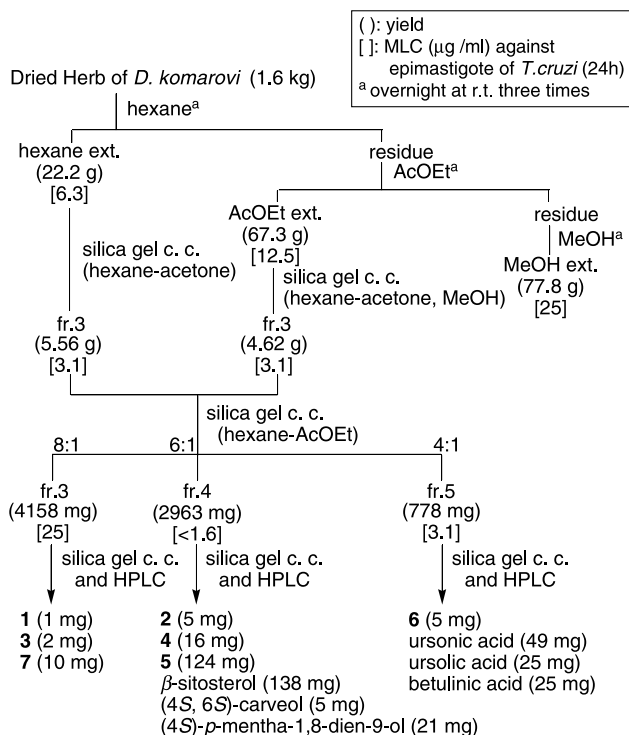 ( ): yield
[ ]: MLC (μg /ml) against
epimastigote of T.cruzi (24h)
ᵃ overnight at r.t. three times
Dried Herb of D. komarovi (1.6 kg)
hexaneᵃ
hexane ext.
(22.2 g)
[6.3]
residue
AcOEtᵃ
AcOEt ext.
(67.3 g)
[12.5]
residue
MeOHᵃ
MeOH ext.
(77.8 g)
[25]
silica gel c. c.
(hexane-acetone)
silica gel c. c.
(hexane-acetone, MeOH)
fr.3
(5.56 g)
[3.1]
fr.3
(4.62 g)
[3.1]
silica gel c. c.
(hexane-AcOEt)
8:1
6:1
4:1
fr.3
(4158 mg)
[25]
silica gel c. c.
and HPLC
1 (1 mg)
3 (2 mg)
7 (10 mg)
fr.4
(2963 mg)
[<1.6]
silica gel c. c.
and HPLC
2 (5 mg)
4 (16 mg)
5 (124 mg)
β-sitosterol (138 mg)
(4S, 6S)-carveol (5 mg)
(4S)-p-mentha-1,8-dien-9-ol (21 mg)
fr.5
(778 mg)
[3.1]
silica gel c. c.
and HPLC
6 (5 mg)
ursonic acid (49 mg)
ursolic acid (25 mg)
betulinic acid (25 mg)